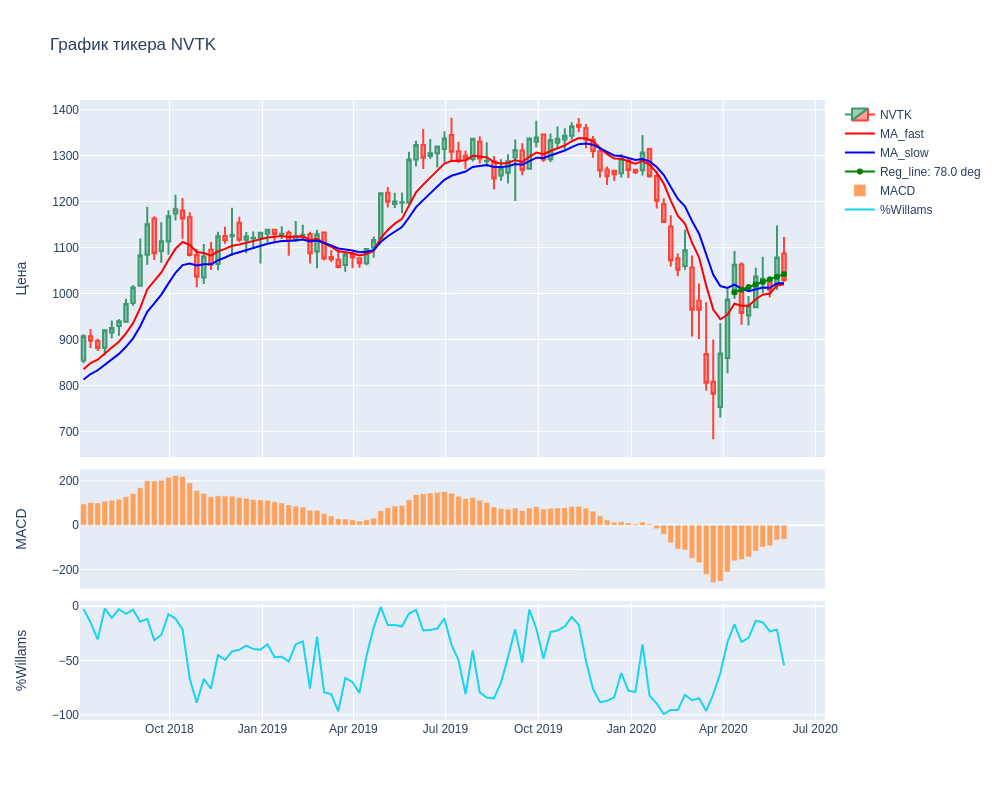 График тикера NVTK
1400
1300
1200
1100
1000
900
800
700
Цена
NVTK
MA_fast
MA_slow
Reg_line: 78.0 deg
MACD
%Willams
200
0
−200
MACD
0
−50
−100
%Willams
Oct 2018
Jan 2019
Apr 2019
Jul 2019
Oct 2019
Jan 2020
Apr 2020
Jul 2020